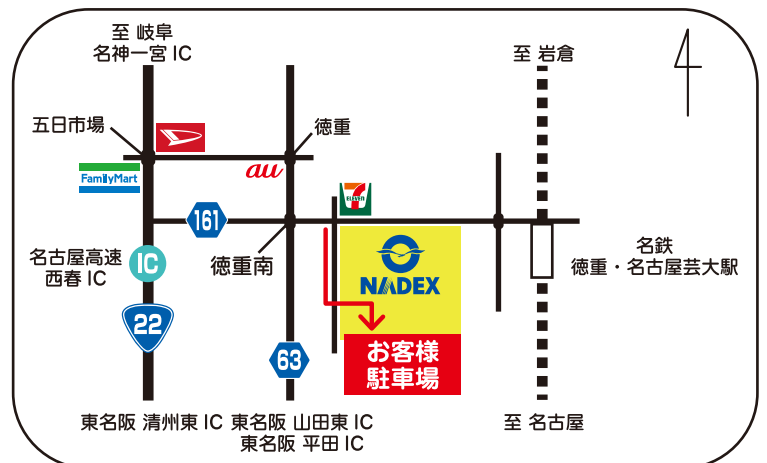 至 岐阜
名神一宮 IC
至 岩倉
五日市場
徳重
FamilyMart
au
7
ELEVEN
161
名古屋高速
西春 IC
IC
徳重南
NADEX
名鉄
徳重・名古屋芸大駅
22
63
お客様
駐車場
東名阪 清州東 IC
東名阪 山田東 IC
東名阪 平田 IC
至 名古屋